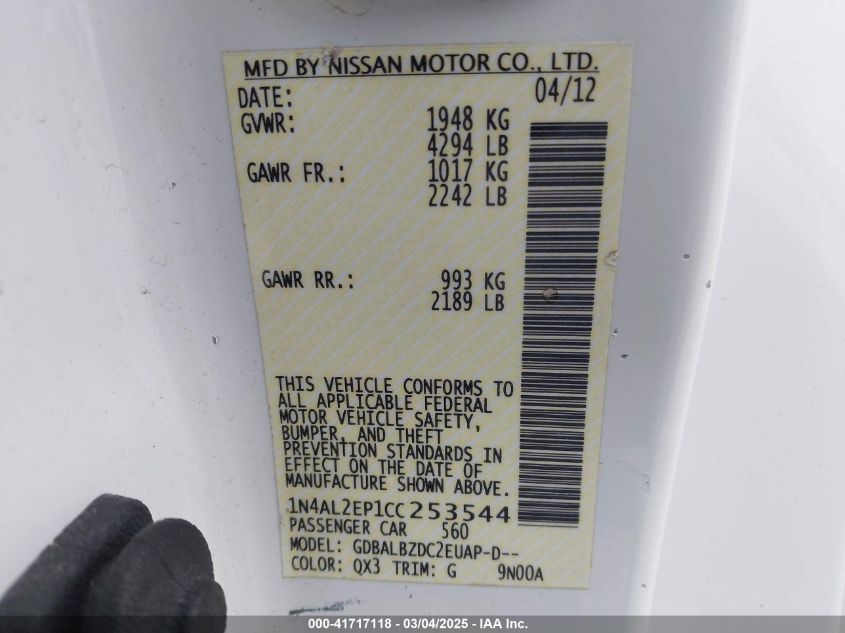 MFD BY NISSAN MOTOR CO., LTD.
DATE: 04/12
GVWR: 1948 KG
4294 LB
GAWR FR.: 1017 KG
2242 LB
GAWR RR.: 993 KG
2189 LB
THIS VEHICLE CONFORMS TO
ALL APPLICABLE FEDERAL
MOTOR VEHICLE SAFETY,
BUMPER, AND THEFT
PREVENTION STANDARDS IN
EFFECT ON THE DATE OF
MANUFACTURE SHOWN ABOVE.
1N4AL2EP1CC253544
PASSENGER CAR 560
MODEL: GDBALBZDC2EUAP-D--
COLOR: QX3 TRIM: G 9N00A
000-41717118 - 03/04/2025 - IAA Inc.